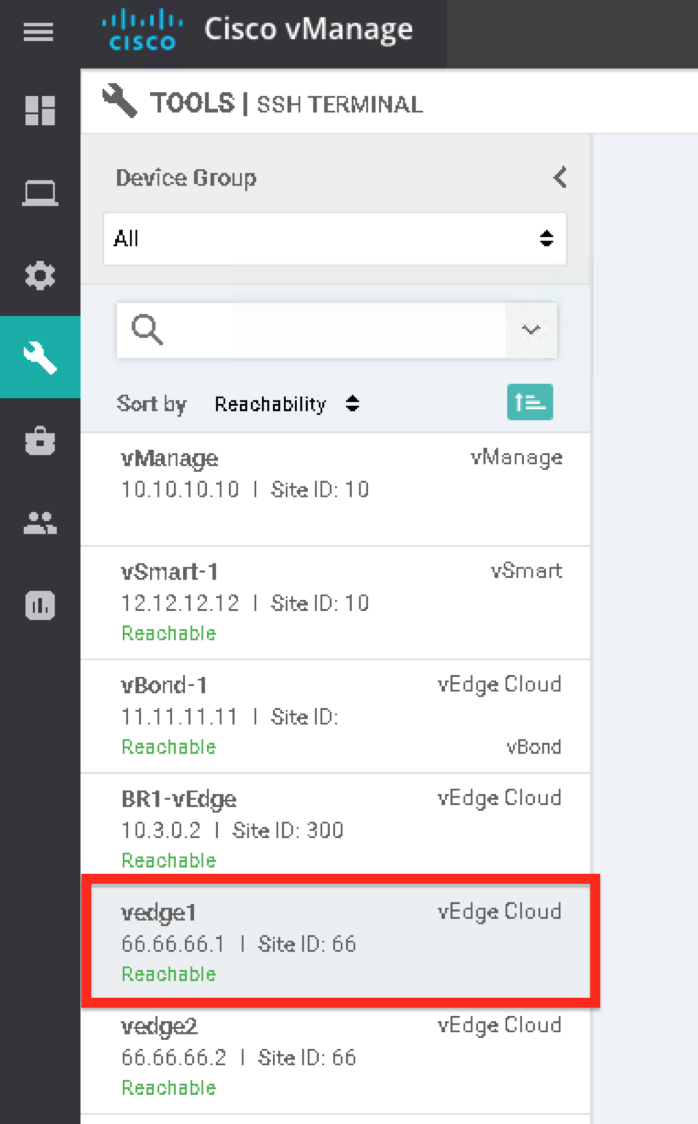 cisco Cisco vManage
TOOLS | SSH TERMINAL
Device Group
All
Sort by Reachability
vManage vManage
10.10.10.10 | Site ID: 10
vSmart-1 vSmart
12.12.12.12 | Site ID: 10
Reachable
vBond-1 vEdge Cloud
11.11.11.11 | Site ID:
Reachable vBond
BR1-vEdge vEdge Cloud
10.3.0.2 | Site ID: 300
Reachable
vedge1 vEdge Cloud
66.66.66.1 | Site ID: 66
Reachable
vedge2 vEdge Cloud
66.66.66.2 | Site ID: 66
Reachable